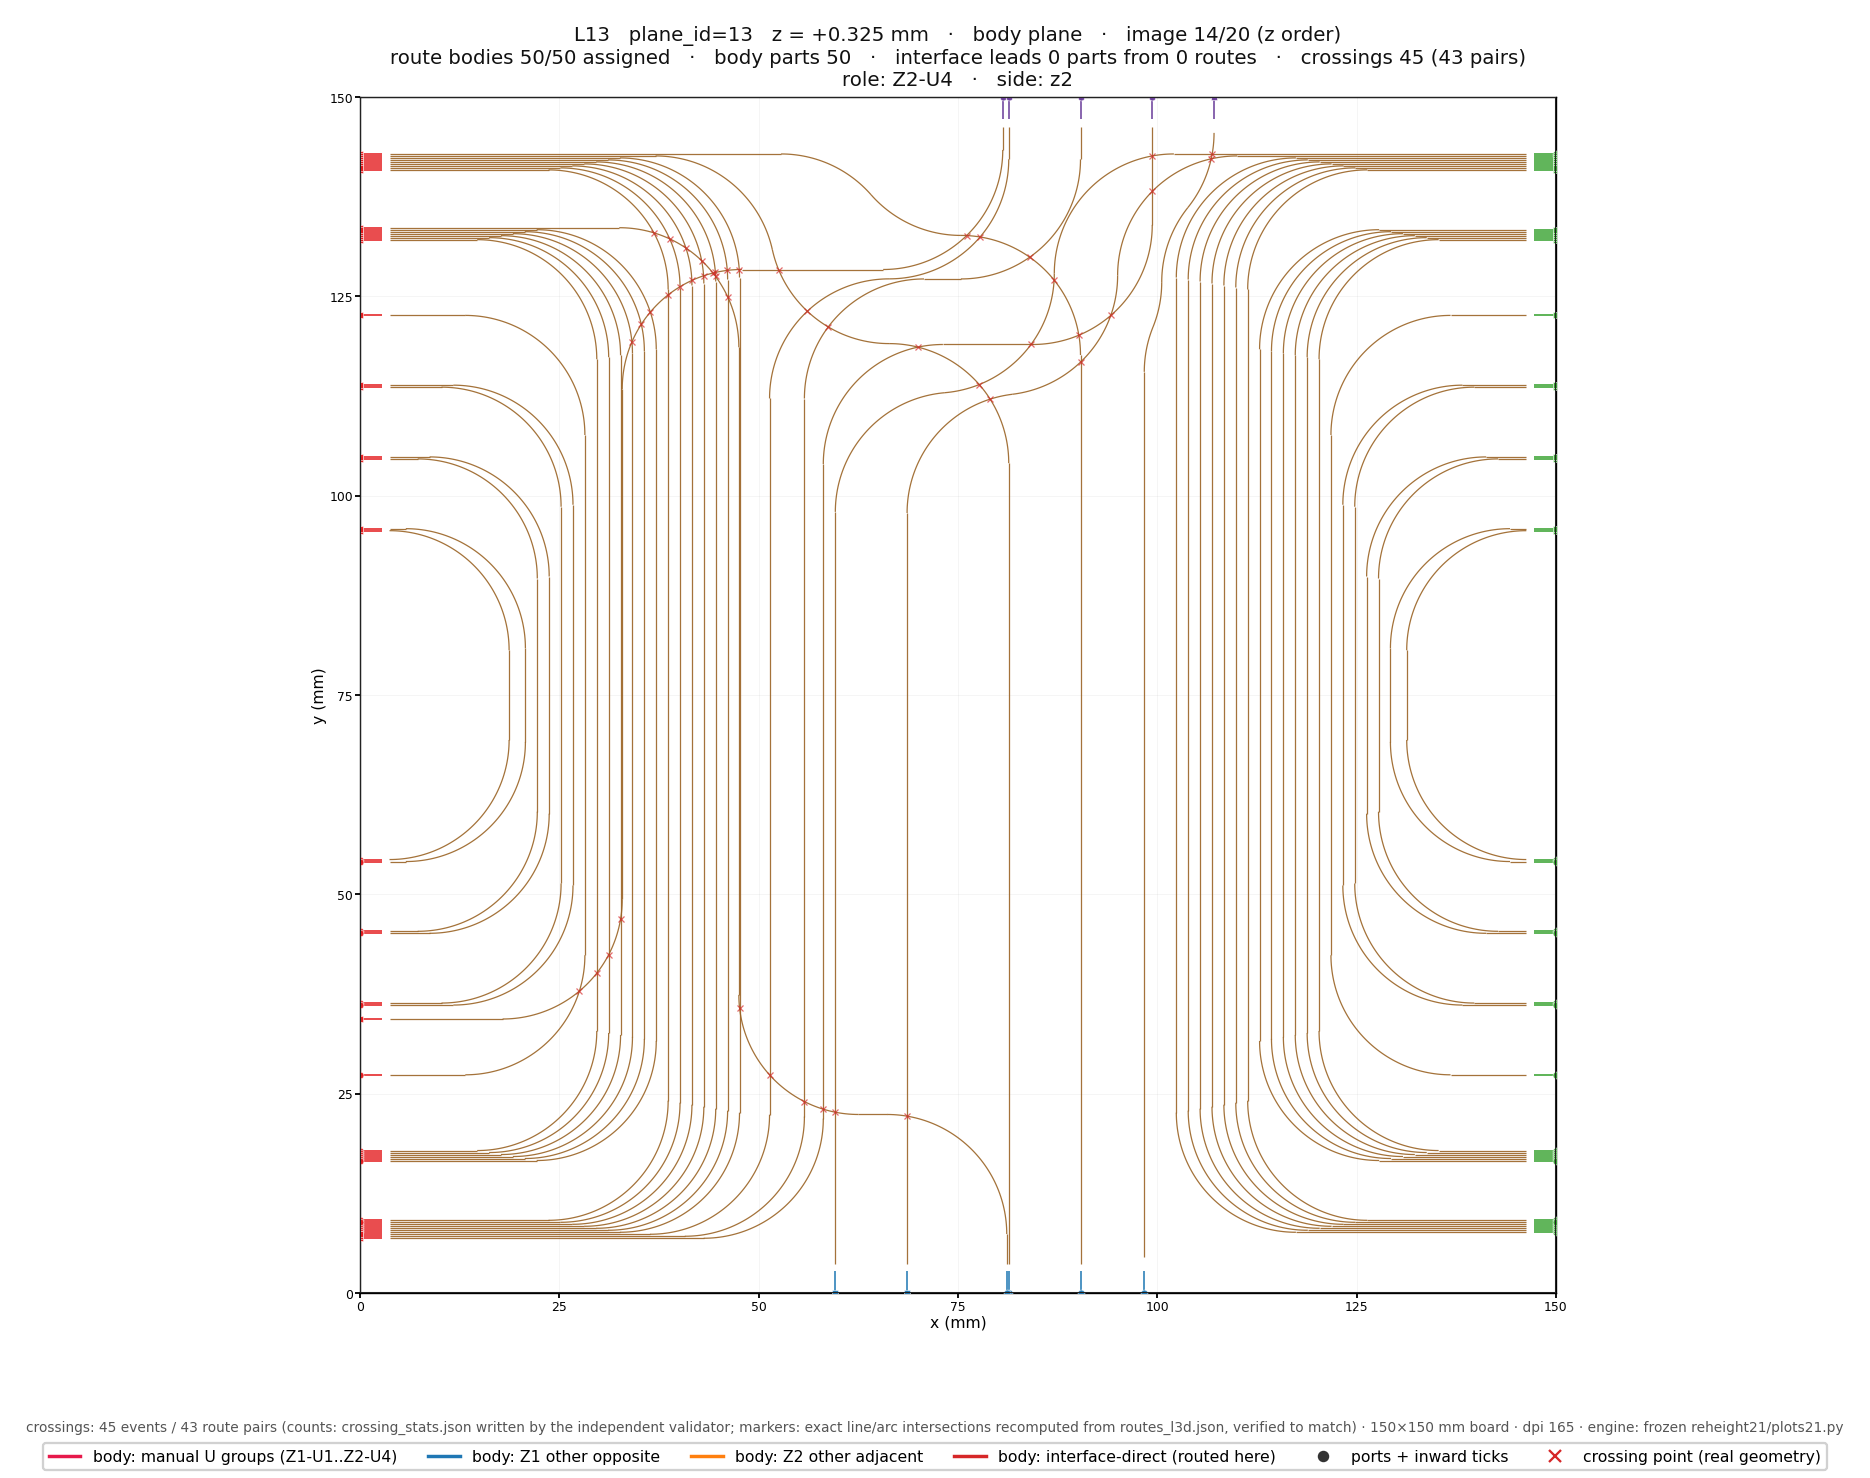 L13   plane_id=13   z = +0.325 mm   ·   body plane   ·   image 14/20 (z order)
route bodies 50/50 assigned   ·   body parts 50   ·   interface leads 0 parts from 0 routes   ·   crossings 45 (43 pairs)
role: Z2-U4   ·   side: z2
150
125
100
75
50
25
0
y (mm)
0 25 50 75 100 125 150
x (mm)
crossings: 45 events / 43 route pairs (counts: crossing_stats.json written by the independent validator; markers: exact line/arc intersections recomputed from routes_l3d.json, verified to match) · 150×150 mm board · dpi 165 · engine: frozen reheight21/plots21.py
body: manual U groups (Z1-U1..Z2-U4) body: Z1 other opposite body: Z2 other adjacent body: interface-direct (routed here) ports + inward ticks crossing point (real geometry)